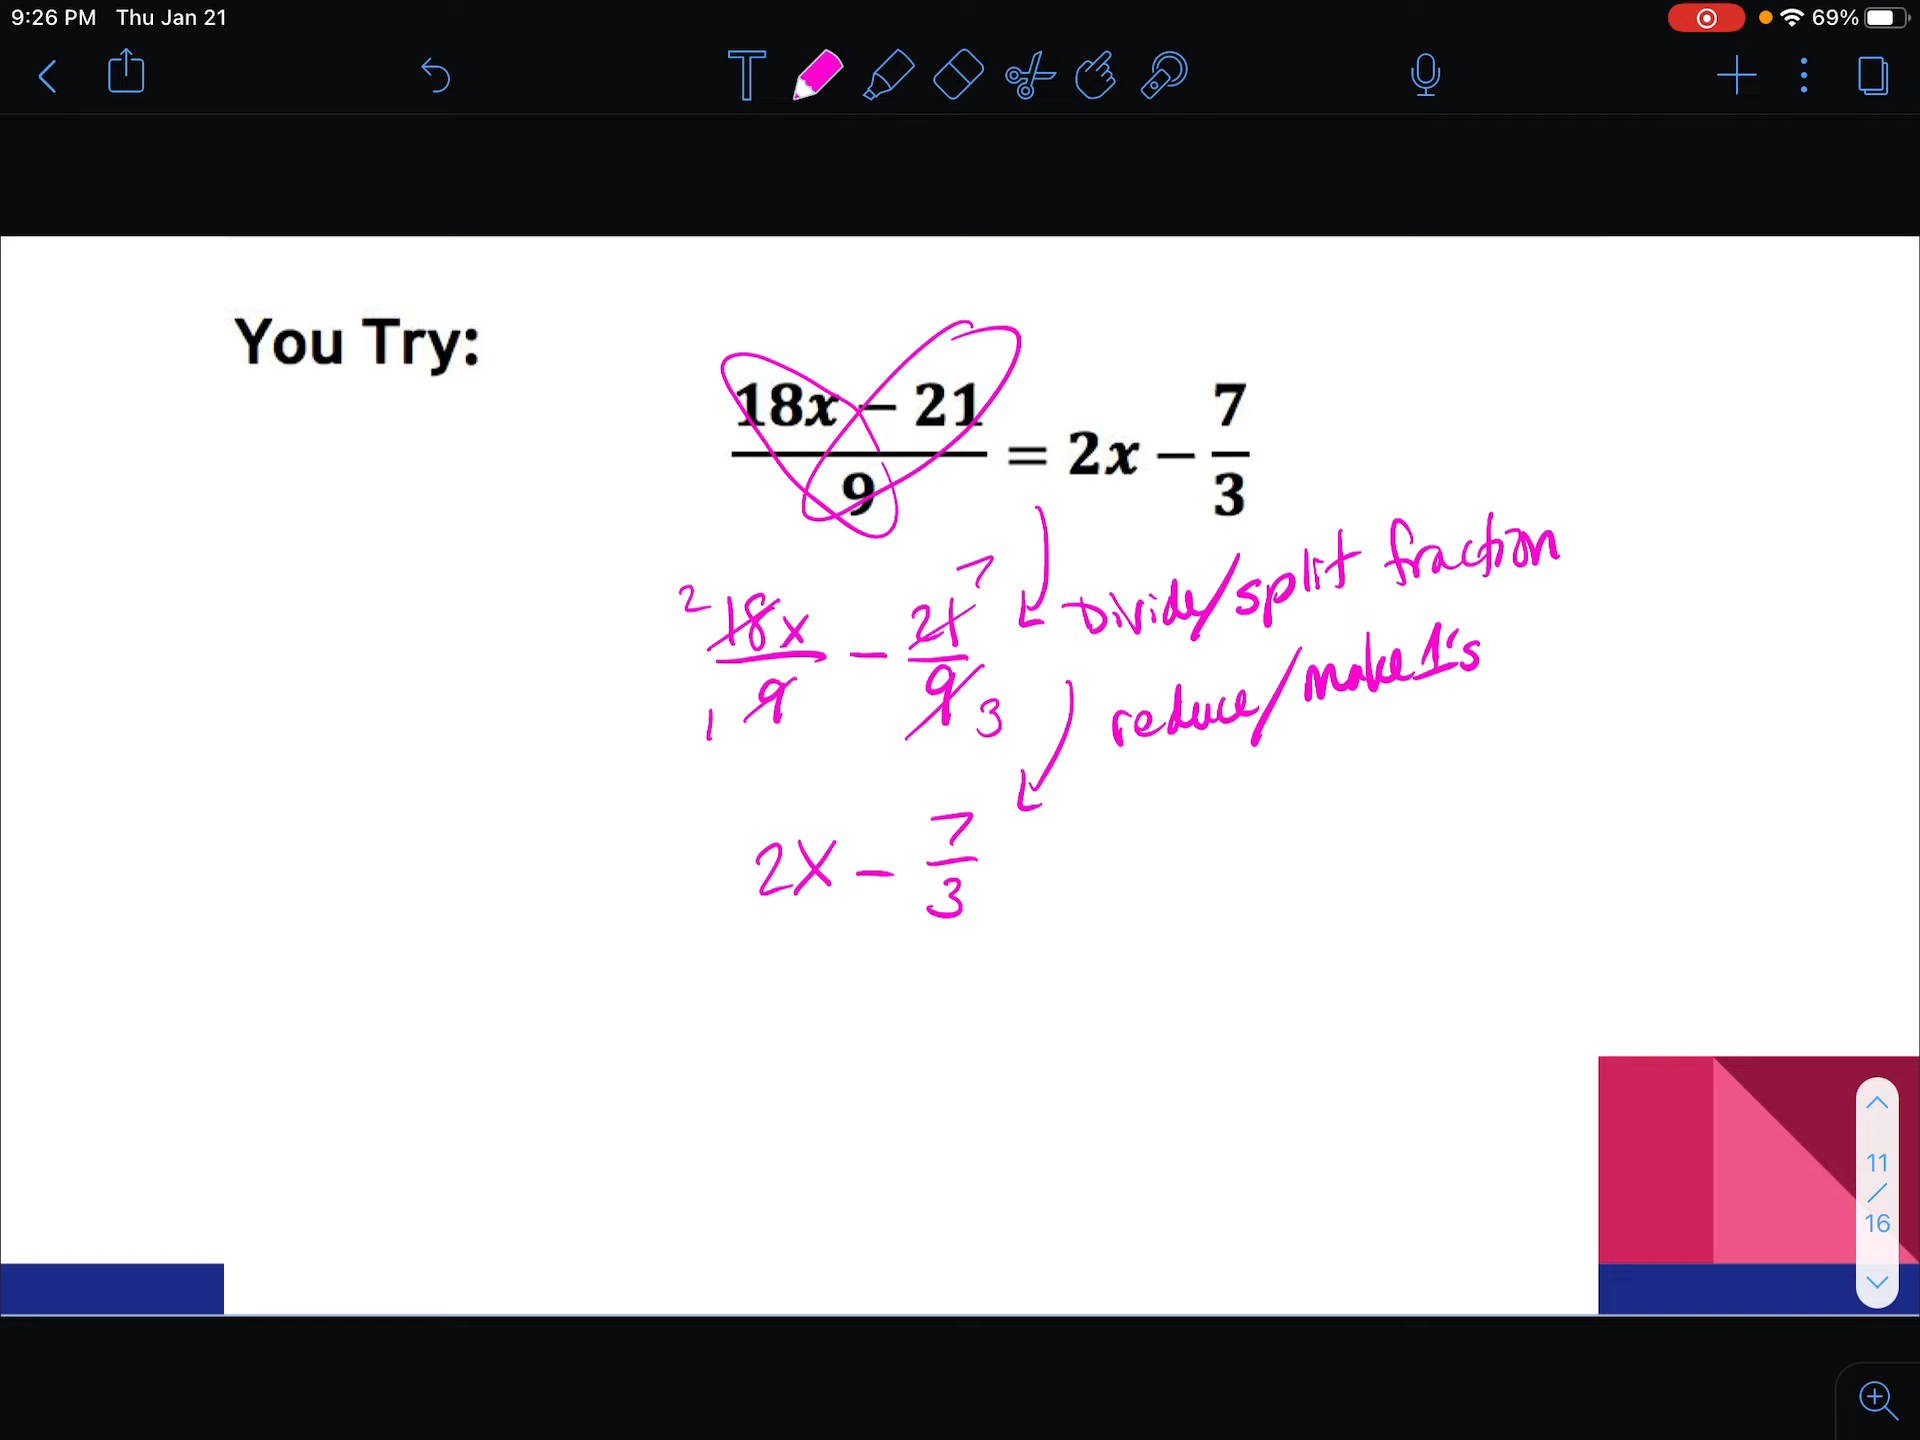 9:26 PM Thu Jan 21
69%
You Try:
(18x − 21)/9 = 2x − 7/3
Divide/split fraction
2 18x/9 1 − 21 7/9 3
reduce/make 1's
2x − 7/3
11
/
16